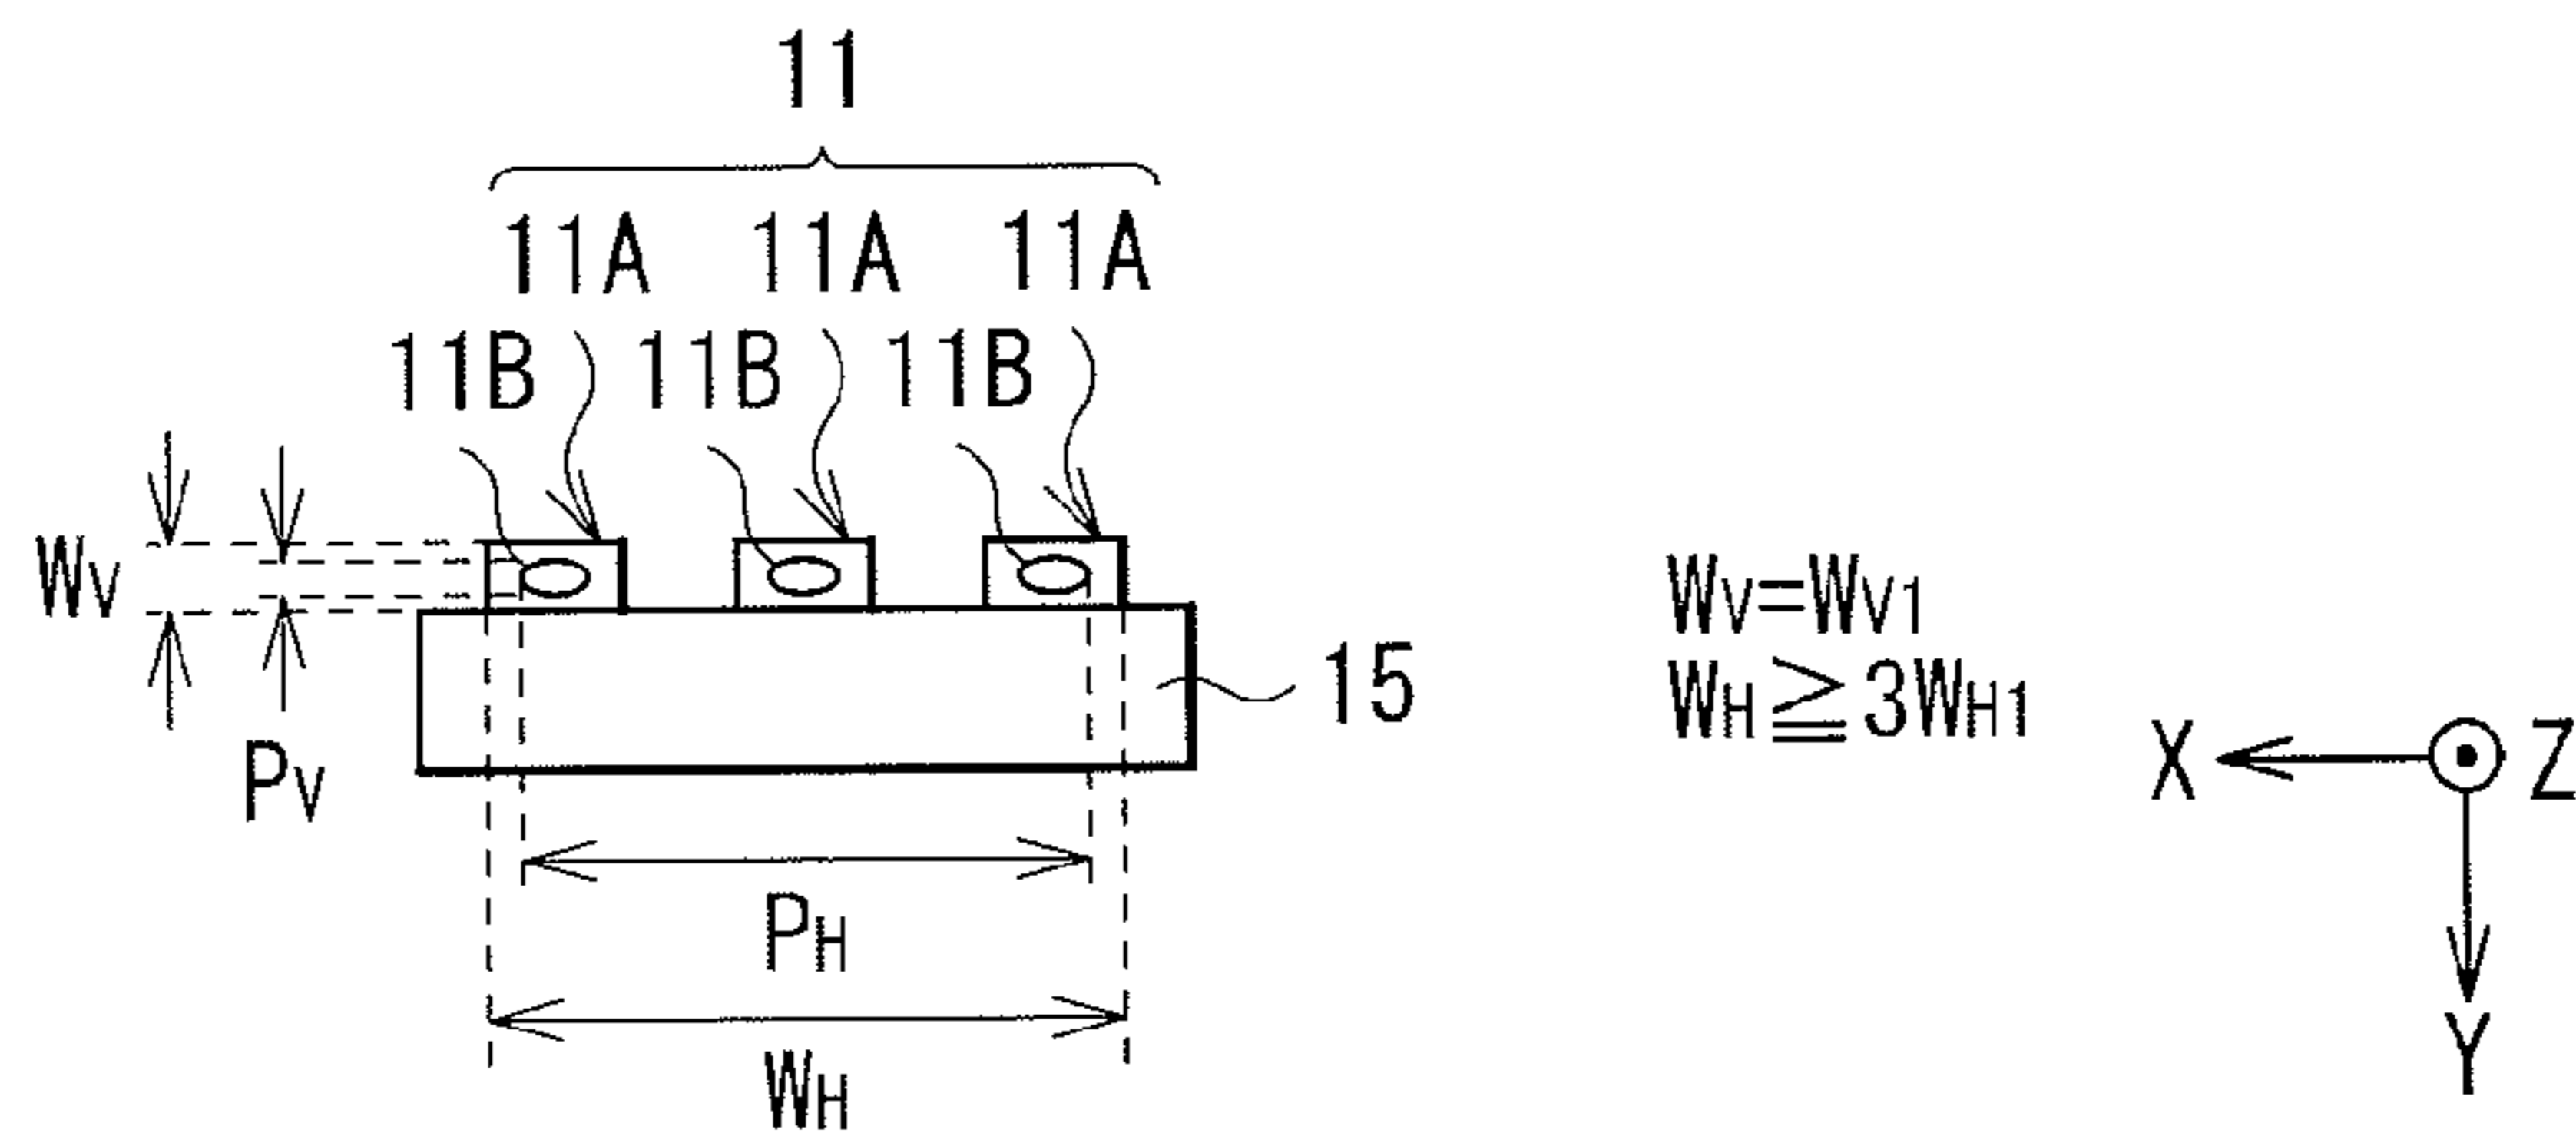 11
11A 11A 11A
11B 11B 11B
WV
WV=WV1
15
WH≧3WH1
PV
X Z
PH
Y
WH